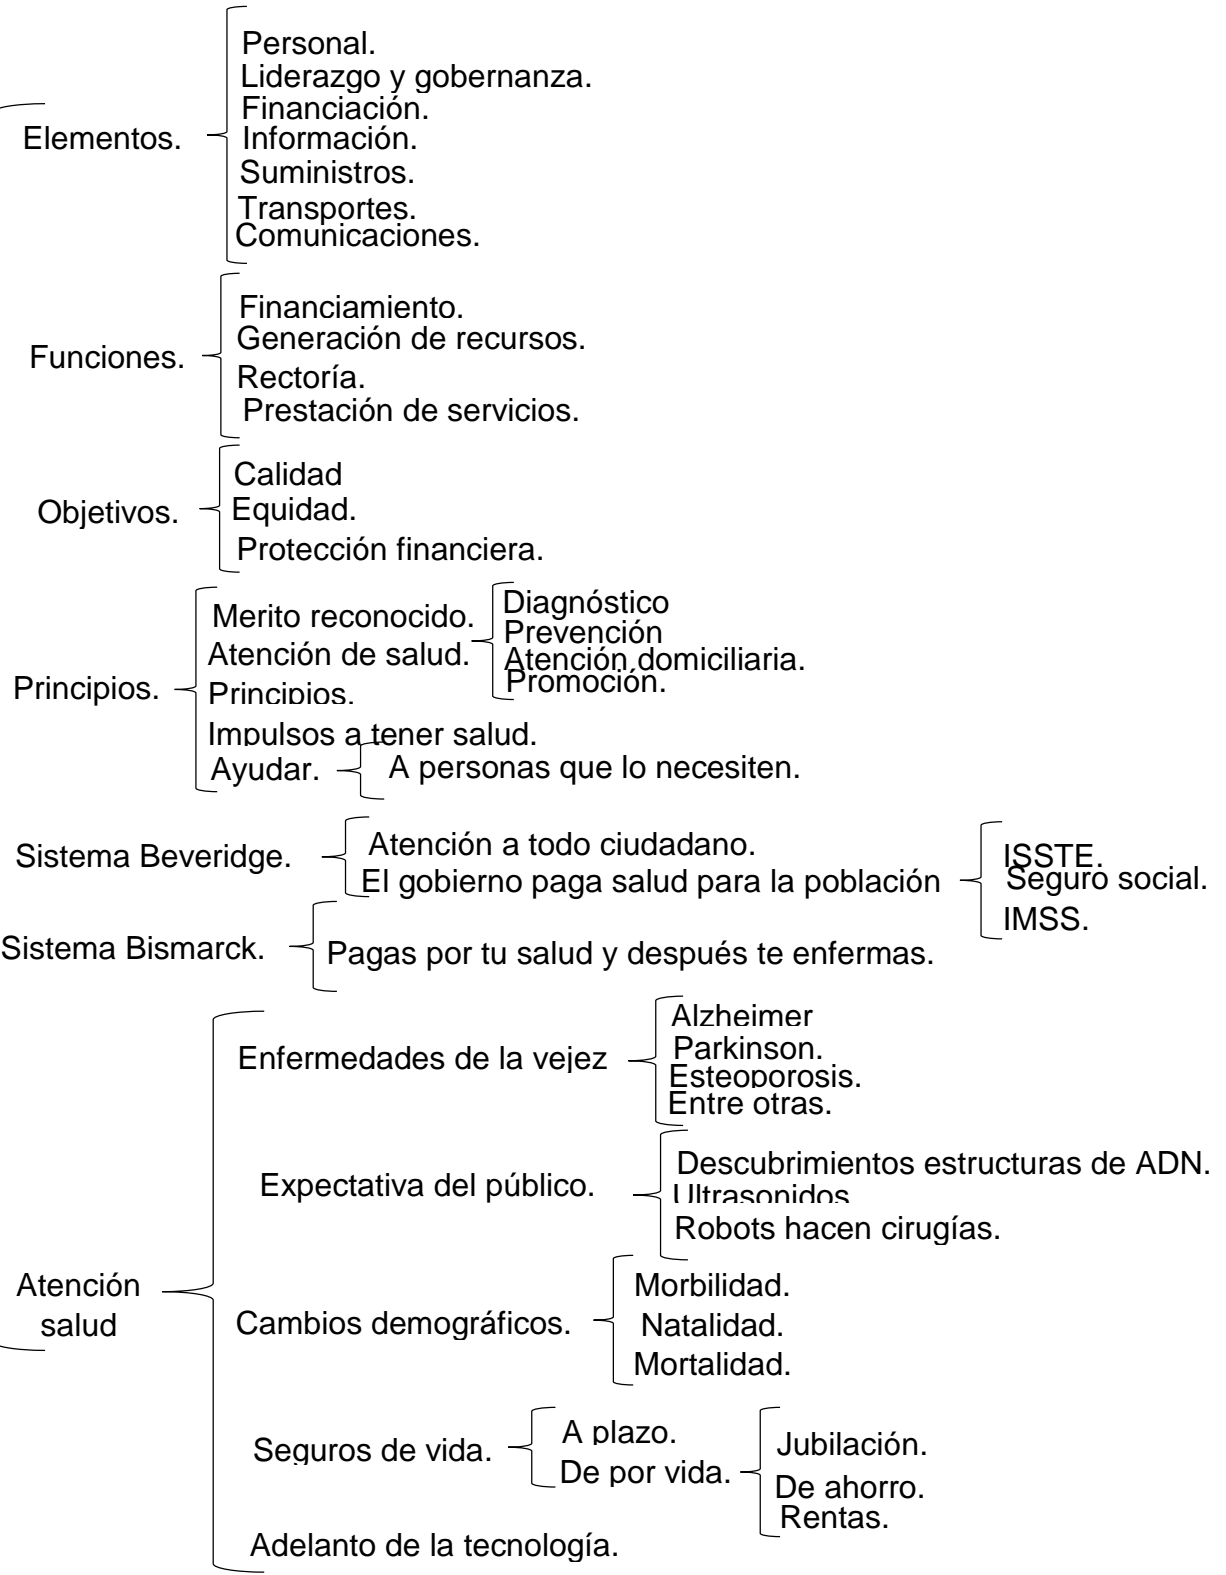 Elementos.
Personal.
Liderazgo y gobernanza.
Financiación.
Información.
Suministros.
Transportes.
Comunicaciones.
Funciones.
Financiamiento.
Generación de recursos.
Rectoría.
Prestación de servicios.
Objetivos.
Calidad
Equidad.
Protección financiera.
Principios.
Merito reconocido.
Atención de salud.
Diagnóstico
Prevención
Atención domiciliaria.
Promoción.
Principios.
Impulsos a tener salud.
Ayudar.
A personas que lo necesiten.
Sistema Beveridge.
Atención a todo ciudadano.
El gobierno paga salud para la población
ISSTE.
Seguro social.
IMSS.
Sistema Bismarck.
Pagas por tu salud y después te enfermas.
Atención
salud
Enfermedades de la vejez
Alzheimer
Parkinson.
Esteoporosis.
Entre otras.
Expectativa del público.
Descubrimientos estructuras de ADN.
Ultrasonidos
Robots hacen cirugías.
Cambios demográficos.
Morbilidad.
Natalidad.
Mortalidad.
Seguros de vida.
A plazo.
De por vida.
Jubilación.
De ahorro.
Rentas.
Adelanto de la tecnología.